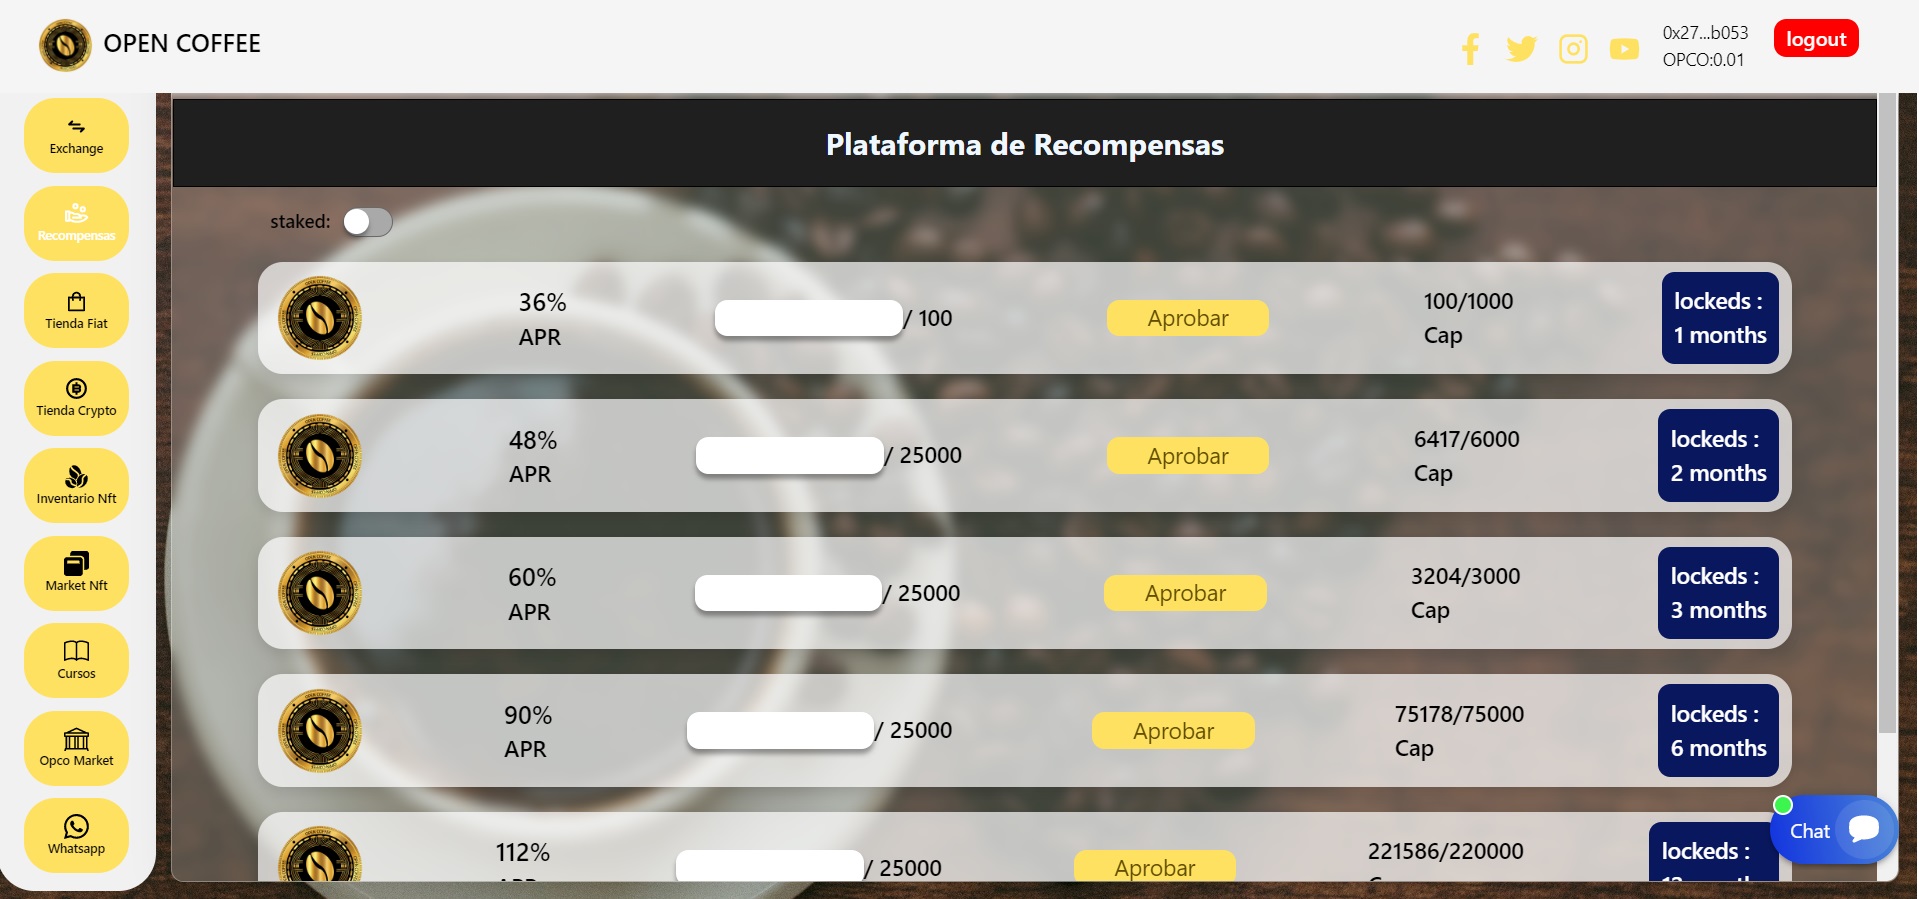 OPEN COFFEE
0x27...b053
OPCO:0.01
logout
Exchange
Recompensas
Tienda Fiat
Tienda Crypto
Inventario Nft
Market Nft
Cursos
Opco Market
Whatsapp
Plataforma de Recompensas
staked:
36%
APR
/ 100
Aprobar
100/1000
Cap
lockeds :
1 months
48%
APR
/ 25000
Aprobar
6417/6000
Cap
lockeds :
2 months
60%
APR
/ 25000
Aprobar
3204/3000
Cap
lockeds :
3 months
90%
APR
/ 25000
Aprobar
75178/75000
Cap
lockeds :
6 months
112%
/ 25000
Aprobar
221586/220000
lockeds :
Chat